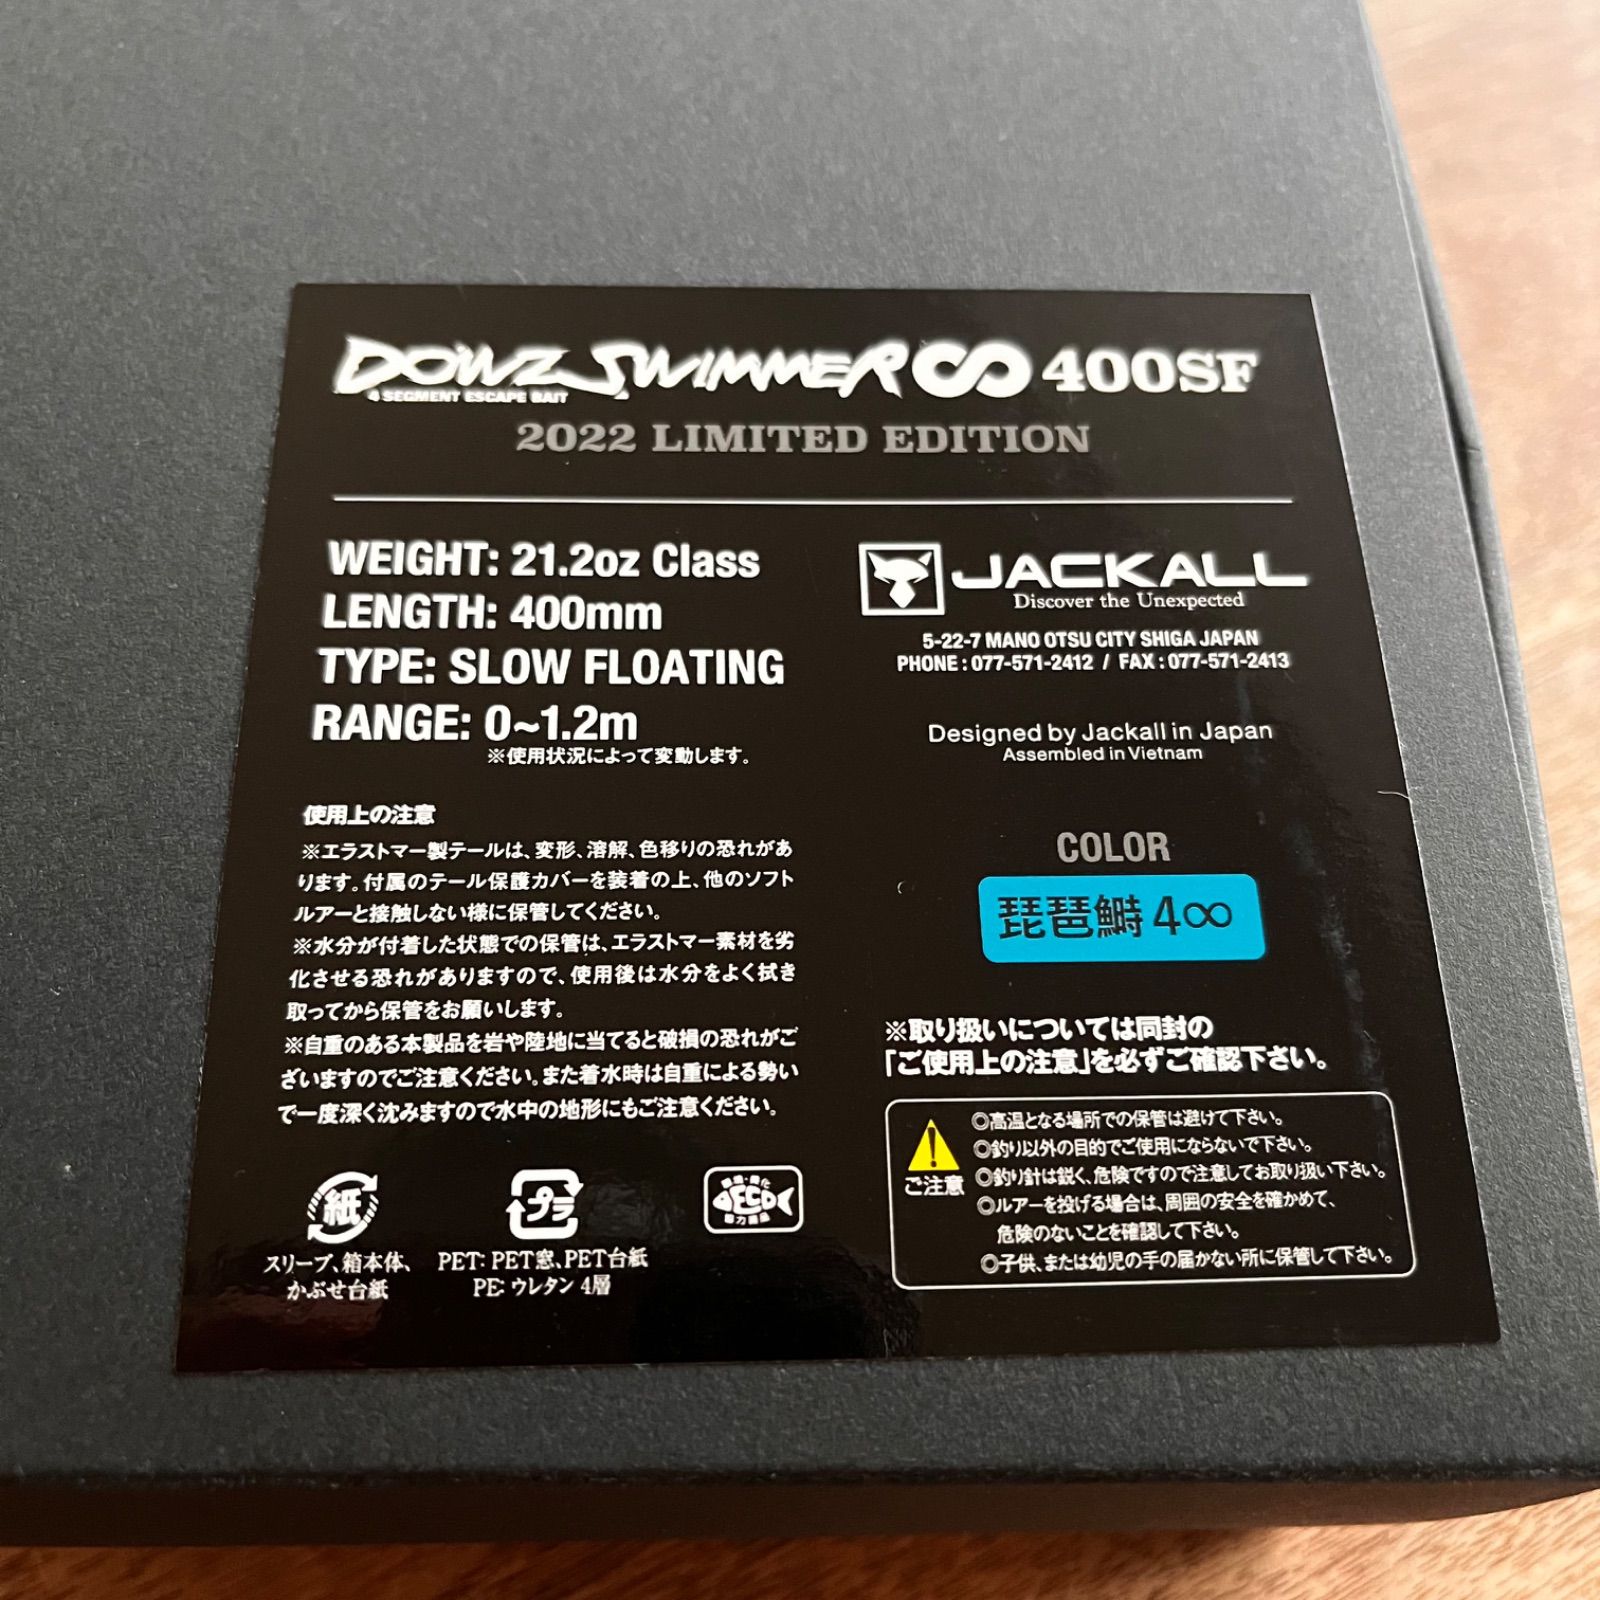 DOWZ SWIMMER∞ 400SF
4 SEGMENT ESCAPE BAIT
2022 LIMITED EDITION
WEIGHT: 21.2oz Class
LENGTH: 400mm
TYPE: SLOW FLOATING
RANGE: 0~1.2m
※使用状況によって変動します。
使用上の注意
※エラストマー製テールは、変形、溶解、色移りの恐れがあ
ります。付属のテール保護カバーを装着の上、他のソフト
ルアーと接触しない様に保管してください。
※水分が付着した状態での保管は、エラストマー素材を劣
化させる恐れがありますので、使用後は水分をよく拭き
取ってから保管をお願いします。
※自重のある本製品を岩や陸地に当てると破損の恐れがご
ざいますのでご注意ください。また着水時は自重による勢い
で一度深く沈みますので水中の地形にもご注意ください。
紙
スリーブ、箱本体、
かぶせ台紙
プラ
PET: PET窓、PET台紙
PE: ウレタン 4層
環境・美化
ECO
協力商品
JACKALL
Discover the Unexpected
5-22-7 MANO OTSU CITY SHIGA JAPAN
PHONE : 077-571-2412 / FAX : 077-571-2413
Designed by Jackall in Japan
Assembled in Vietnam
COLOR
琵琶鰣4∞
※取り扱いについては同封の
「ご使用上の注意」を必ずご確認下さい。
ご注意
◎高温となる場所での保管は避けて下さい。
◎釣り以外の目的でご使用にならないで下さい。
◎釣り針は鋭く、危険ですので注意してお取り扱い下さい。
◎ルアーを投げる場合は、周囲の安全を確かめて、
危険のないことを確認して下さい。
◎子供、または幼児の手の届かない所に保管して下さい。